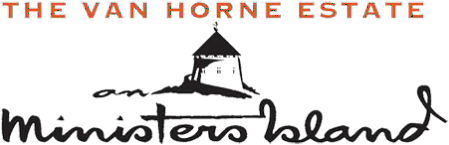 THE VAN HORNE ESTATE
on
Ministers Island